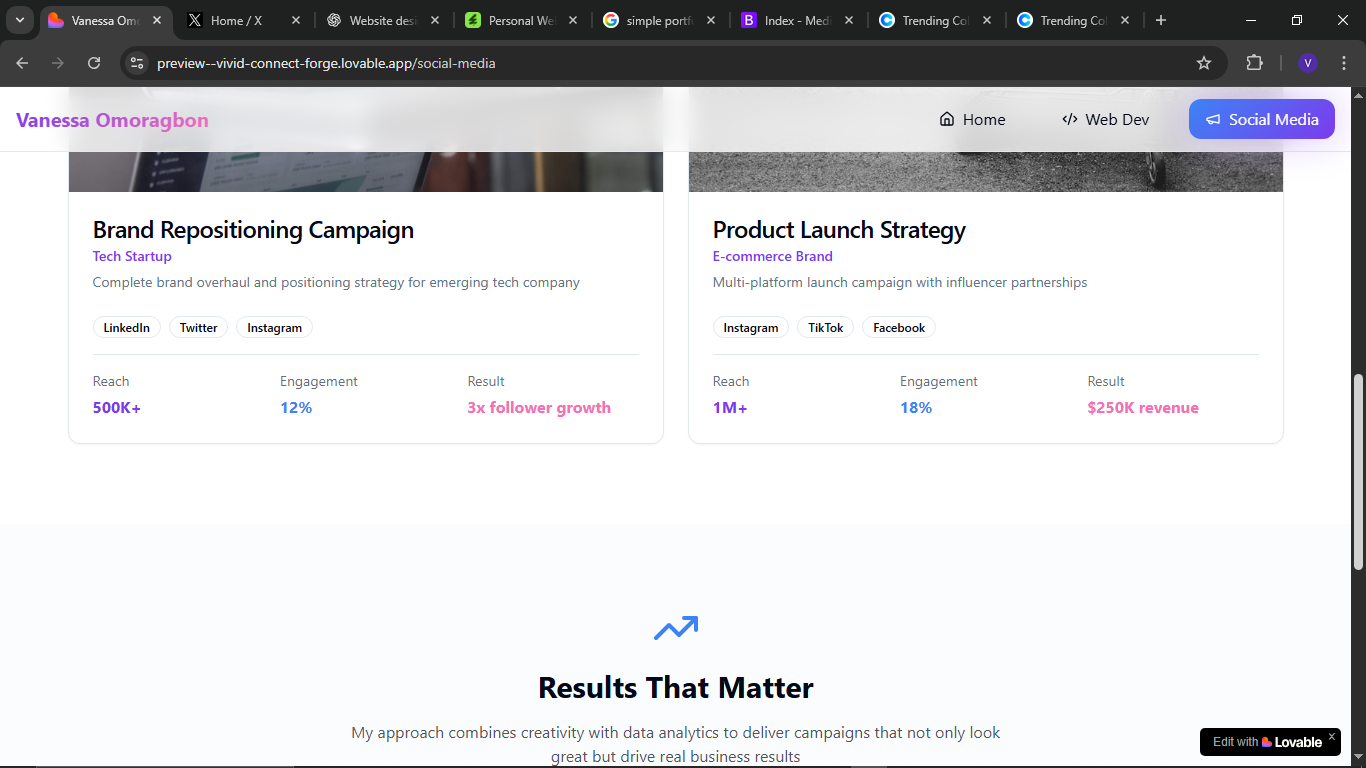 Vanessa Omo
Home / X
Website desi
Personal We
simple portf
Index - Medi
Trending Co
Trending Co
preview--vivid-connect-forge.lovable.app/social-media
V
Vanessa Omoragbon
Home
Web Dev
Social Media
Brand Repositioning Campaign
Tech Startup
Complete brand overhaul and positioning strategy for emerging tech company
LinkedIn
Twitter
Instagram
Reach
Engagement
Result
500K+
12%
3x follower growth
Product Launch Strategy
E-commerce Brand
Multi-platform launch campaign with influencer partnerships
Instagram
TikTok
Facebook
Reach
Engagement
Result
1M+
18%
$250K revenue
Results That Matter
My approach combines creativity with data analytics to deliver campaigns that not only look
great but drive real business results
Edit with Lovable